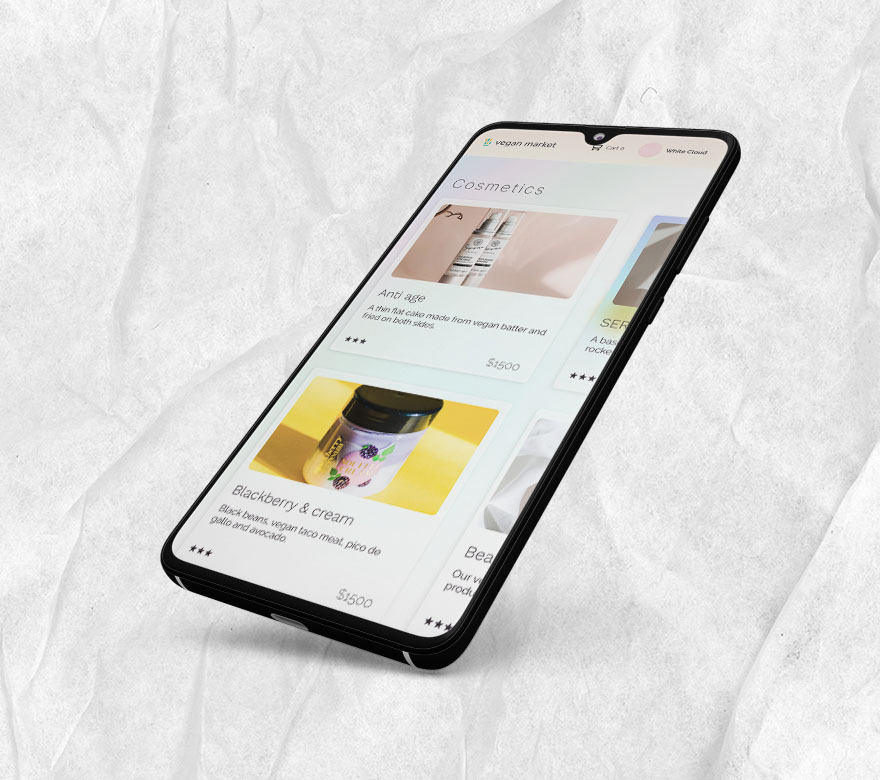 vegan market
Cart 0
White Cloud
Cosmetics
Anti age
A thin flat cake made from vegan batter and
fried on both sides.
★★★
$1500
SER
A bas
rocke
★★★
Blackberry & cream
Black beans, vegan taco meat, pico de
gallo and avocado.
★★★
$1500
Bea
Our ve
produ
★★★